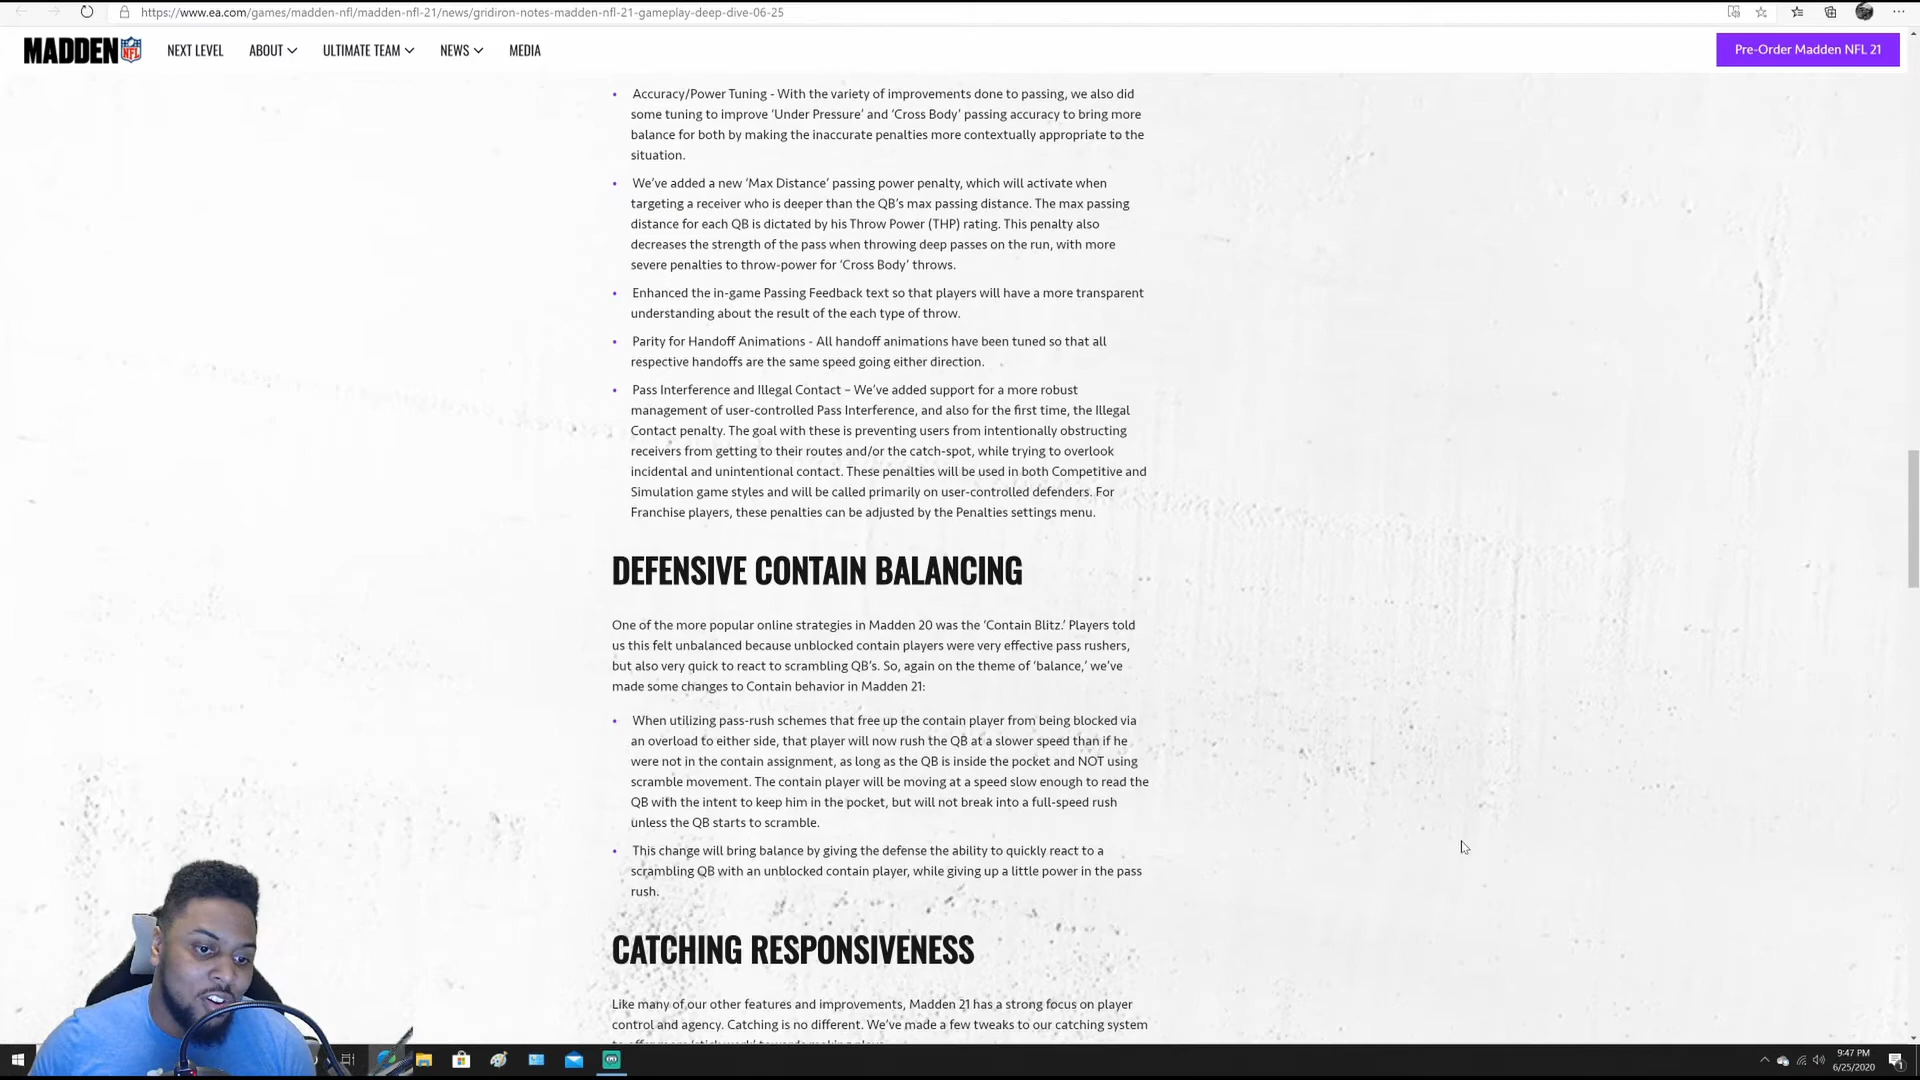 https://www.ea.com/games/madden-nfl/madden-nfl-21/news/gridiron-notes-madden-nfl-21-gameplay-deep-dive-06-25
MADDEN NFL NEXT LEVEL ABOUT ULTIMATE TEAM NEWS MEDIA Pre-Order Madden NFL 21
• Accuracy/Power Tuning - With the variety of improvements done to passing, we also did
some tuning to improve ‘Under Pressure’ and ‘Cross Body’ passing accuracy to bring more
balance for both by making the inaccurate penalties more contextually appropriate to the
situation.
• We’ve added a new ‘Max Distance’ passing power penalty, which will activate when
targeting a receiver who is deeper than the QB’s max passing distance. The max passing
distance for each QB is dictated by his Throw Power (THP) rating. This penalty also
decreases the strength of the pass when throwing deep passes on the run, with more
severe penalties to throw-power for ‘Cross Body’ throws.
• Enhanced the in-game Passing Feedback text so that players will have a more transparent
understanding about the result of the each type of throw.
• Parity for Handoff Animations - All handoff animations have been tuned so that all
respective handoffs are the same speed going either direction.
• Pass Interference and Illegal Contact – We’ve added support for a more robust
management of user-controlled Pass Interference, and also for the first time, the Illegal
Contact penalty. The goal with these is preventing users from intentionally obstructing
receivers from getting to their routes and/or the catch-spot, while trying to overlook
incidental and unintentional contact. These penalties will be used in both Competitive and
Simulation game styles and will be called primarily on user-controlled defenders. For
Franchise players, these penalties can be adjusted by the Penalties settings menu.
DEFENSIVE CONTAIN BALANCING
One of the more popular online strategies in Madden 20 was the ‘Contain Blitz.’ Players told
us this felt unbalanced because unblocked contain players were very effective pass rushers,
but also very quick to react to scrambling QB’s. So, again on the theme of ‘balance,’ we’ve
made some changes to Contain behavior in Madden 21:
• When utilizing pass-rush schemes that free up the contain player from being blocked via
an overload to either side, that player will now rush the QB at a slower speed than if he
were not in the contain assignment, as long as the QB is inside the pocket and NOT using
scramble movement. The contain player will be moving at a speed slow enough to read the
QB with the intent to keep him in the pocket, but will not break into a full-speed rush
unless the QB starts to scramble.
• This change will bring balance by giving the defense the ability to quickly react to a
scrambling QB with an unblocked contain player, while giving up a little power in the pass
rush.
CATCHING RESPONSIVENESS
Like many of our other features and improvements, Madden 21 has a strong focus on player
control and agency. Catching is no different. We’ve made a few tweaks to our catching system
9:47 PM
6/25/2020